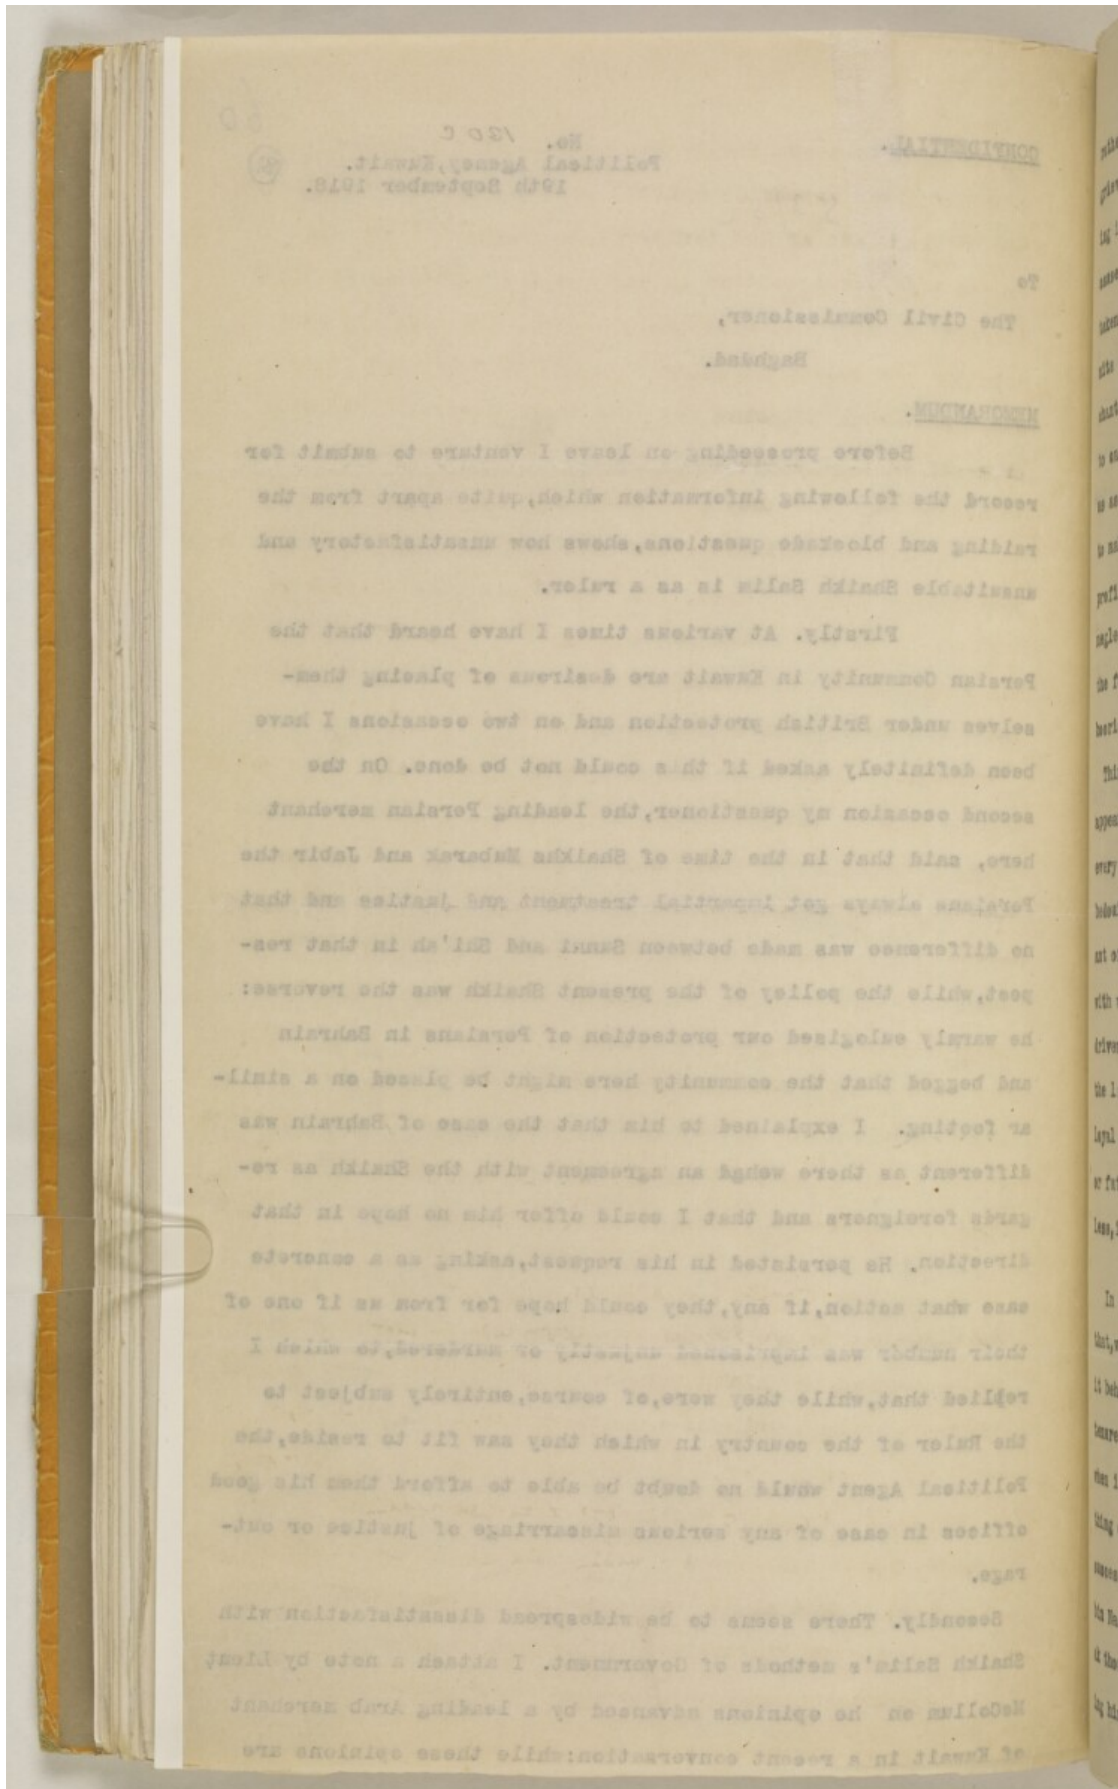 CONFIDENTIAL.
No. 120 C
Political Agency, Kuwait.
19th September 1918.
To
The Civil Commissioner,
Baghdad.
MEMORANDUM.
Before proceeding on leave I venture to submit for
record the following information which, quite apart from the
raiding and blockade questions, shows how unsatisfactory and
unsuitable Shaikh Salim is as a ruler.
Firstly. At various times I have heard that the
Persian Community in Kuwait are desirous of placing them-
selves under British protection and on two occasions I have
been definitely asked if this could not be done. On the
second occasion my questioner, the leading Persian merchant
here, said that in the time of Shaikhs Mubarak and Jabir the
Persians always got impartial treatment and justice and that
no difference was made between Sunni and Shi'ah in that res-
pect, while the policy of the present Shaikh was the reverse:
he warmly eulogised our protection of Persians in Bahrain
and begged that the community here might be placed on a simil-
ar footing. I explained to him that the case of Bahrain was
different as there wehad an agreement with the Shaikh as re-
gards foreigners and that I could offer him no hope in that
direction. He persisted in his request, asking as a concrete
case what action, if any, they could hope for from us if one of
their number was imprisoned unjustly or murdered, to which I
replied that, while they were, of course, entirely subject to
the Ruler of the country in which they saw fit to reside, the
Political Agent would no doubt be able to afford them his good
offices in case of any serious miscarriage of justice or out-
rage.
Secondly. There seems to be widespread dissatisfaction with
Shaikh Salim's methods of Government. I attach a note by Lieut
McCollum on he opinions advanced by a leading Arab merchant
of Kuwait in a recent conversation: while these opinions are